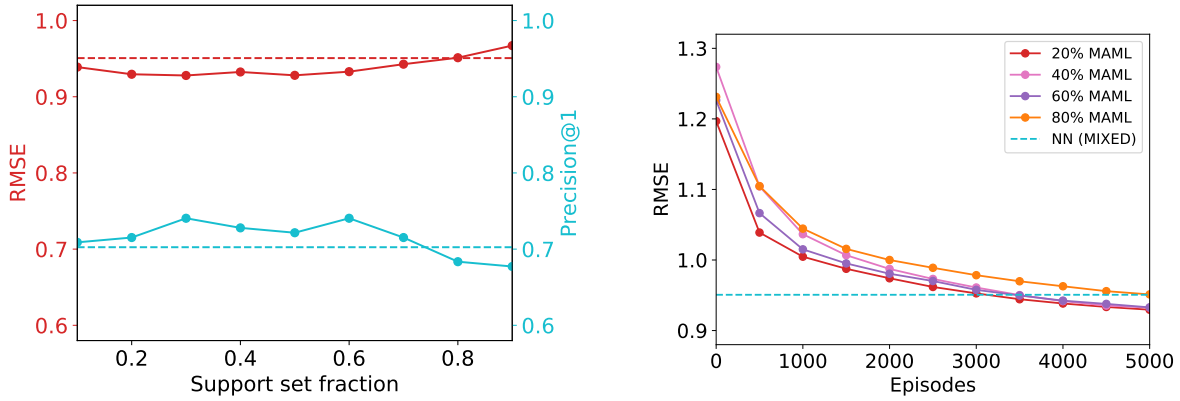 1.0
0.9
0.8
0.7
0.6
RMSE
1.0
0.9
0.8
0.7
0.6
Precision@1
0.2 0.4 0.6 0.8
Support set fraction
1.3
1.2
1.1
1.0
0.9
RMSE
20% MAML
40% MAML
60% MAML
80% MAML
NN (MIXED)
0 1000 2000 3000 4000 5000
Episodes